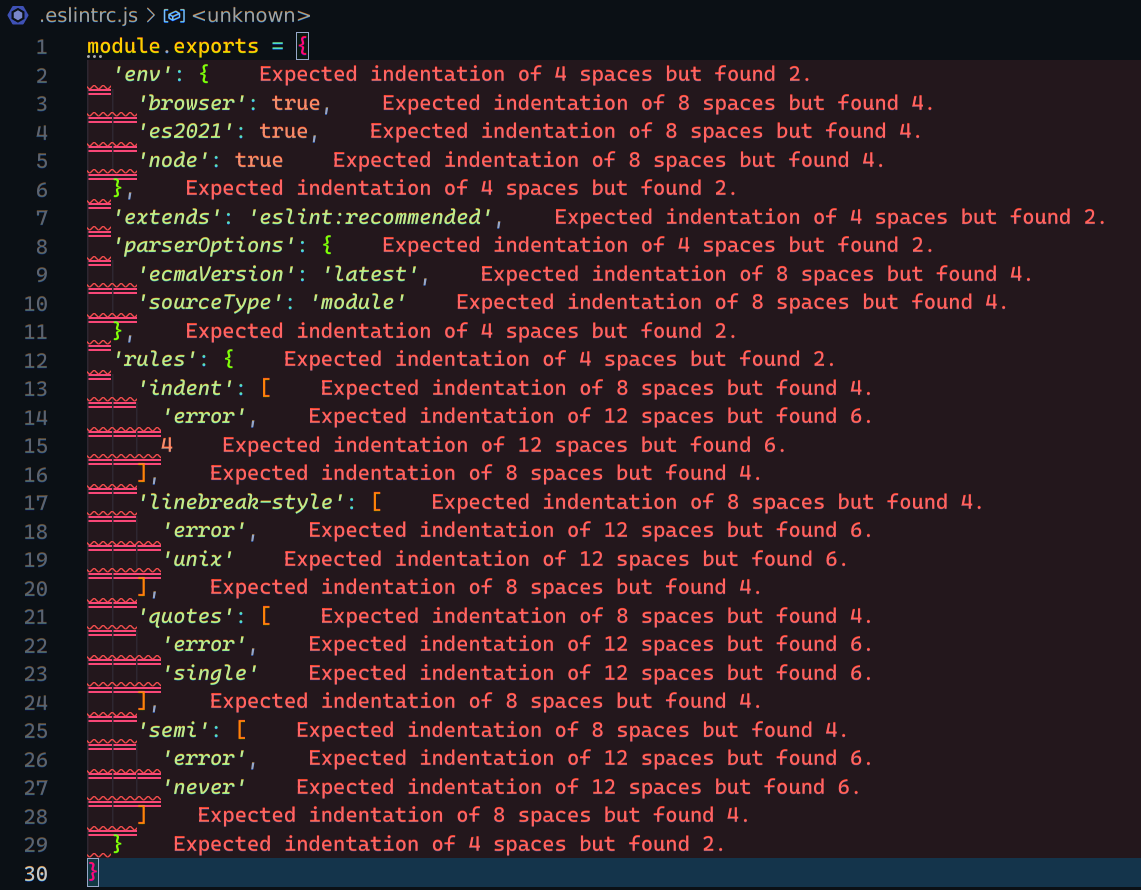 .eslintrc.js > <unknown>
1 module.exports = {
2 'env': { Expected indentation of 4 spaces but found 2.
3 'browser': true, Expected indentation of 8 spaces but found 4.
4 'es2021': true, Expected indentation of 8 spaces but found 4.
5 'node': true Expected indentation of 8 spaces but found 4.
6 }, Expected indentation of 4 spaces but found 2.
7 'extends': 'eslint:recommended', Expected indentation of 4 spaces but found 2.
8 'parserOptions': { Expected indentation of 4 spaces but found 2.
9 'ecmaVersion': 'latest', Expected indentation of 8 spaces but found 4.
10 'sourceType': 'module' Expected indentation of 8 spaces but found 4.
11 }, Expected indentation of 4 spaces but found 2.
12 'rules': { Expected indentation of 4 spaces but found 2.
13 'indent': [ Expected indentation of 8 spaces but found 4.
14 'error', Expected indentation of 12 spaces but found 6.
15 4 Expected indentation of 12 spaces but found 6.
16 ], Expected indentation of 8 spaces but found 4.
17 'linebreak-style': [ Expected indentation of 8 spaces but found 4.
18 'error', Expected indentation of 12 spaces but found 6.
19 'unix' Expected indentation of 12 spaces but found 6.
20 ], Expected indentation of 8 spaces but found 4.
21 'quotes': [ Expected indentation of 8 spaces but found 4.
22 'error', Expected indentation of 12 spaces but found 6.
23 'single' Expected indentation of 12 spaces but found 6.
24 ], Expected indentation of 8 spaces but found 4.
25 'semi': [ Expected indentation of 8 spaces but found 4.
26 'error', Expected indentation of 12 spaces but found 6.
27 'never' Expected indentation of 12 spaces but found 6.
28 ] Expected indentation of 8 spaces but found 4.
29 } Expected indentation of 4 spaces but found 2.
30 }